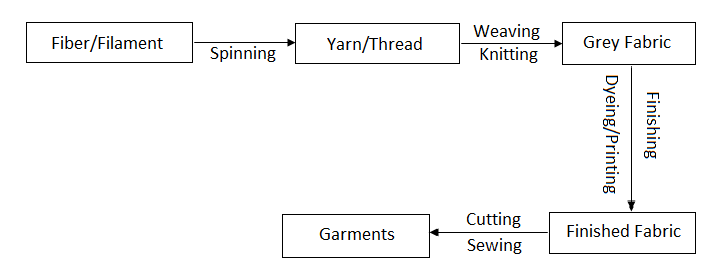 Fiber/Filament
Spinning
Yarn/Thread
Weaving
Knitting
Grey Fabric
Finishing
Dyeing/Printing
Finished Fabric
Cutting
Sewing
Garments